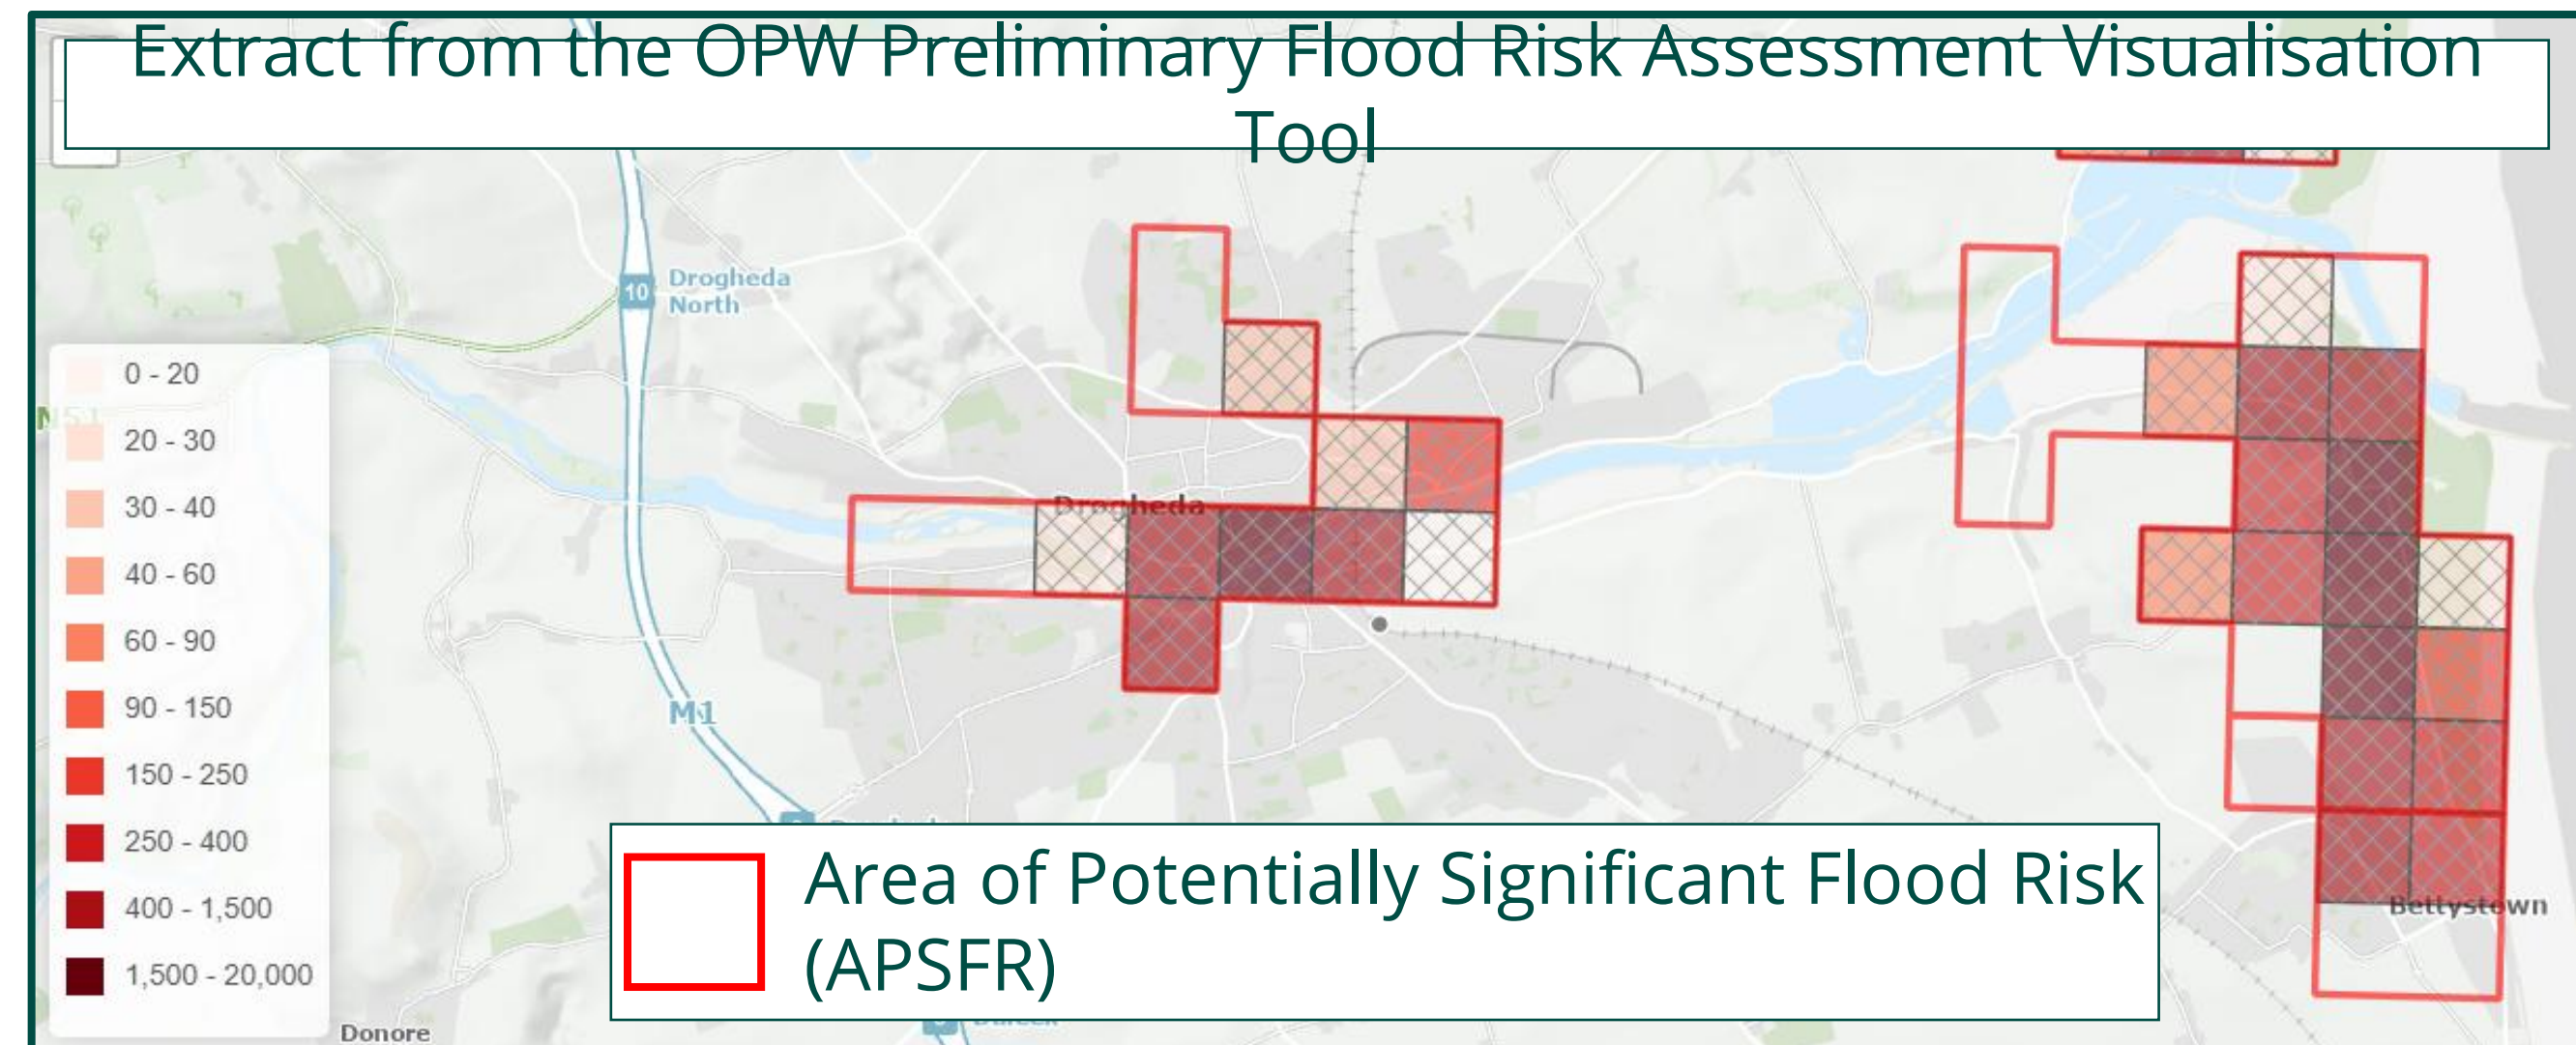 Extract from the OPW Preliminary Flood Risk Assessment Visualisation
Tool
10
Drogheda
North
N51
0 - 20
20 - 30
30 - 40
40 - 60
60 - 90
90 - 150
150 - 250
250 - 400
400 - 1,500
1,500 - 20,000
Drogheda
M1
Area of Potentially Significant Flood Risk
(APSFR)
Bettystown
Donore